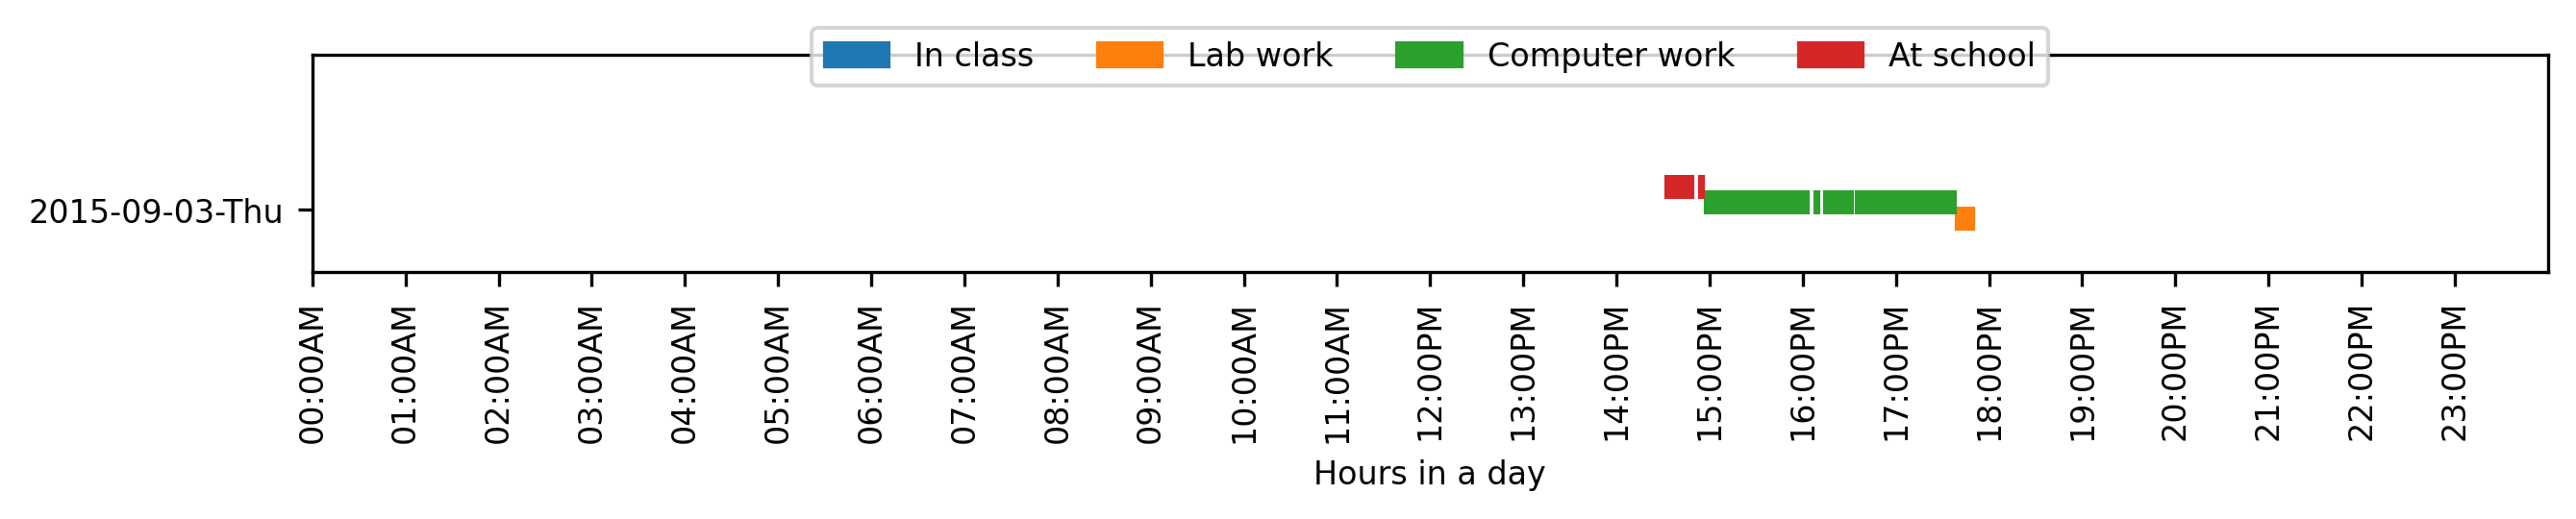 In class Lab work Computer work At school
2015-09-03-Thu
00:00AM 01:00AM 02:00AM 03:00AM 04:00AM 05:00AM 06:00AM 07:00AM 08:00AM 09:00AM 10:00AM 11:00AM 12:00PM 13:00PM 14:00PM 15:00PM 16:00PM 17:00PM 18:00PM 19:00PM 20:00PM 21:00PM 22:00PM 23:00PM
Hours in a day